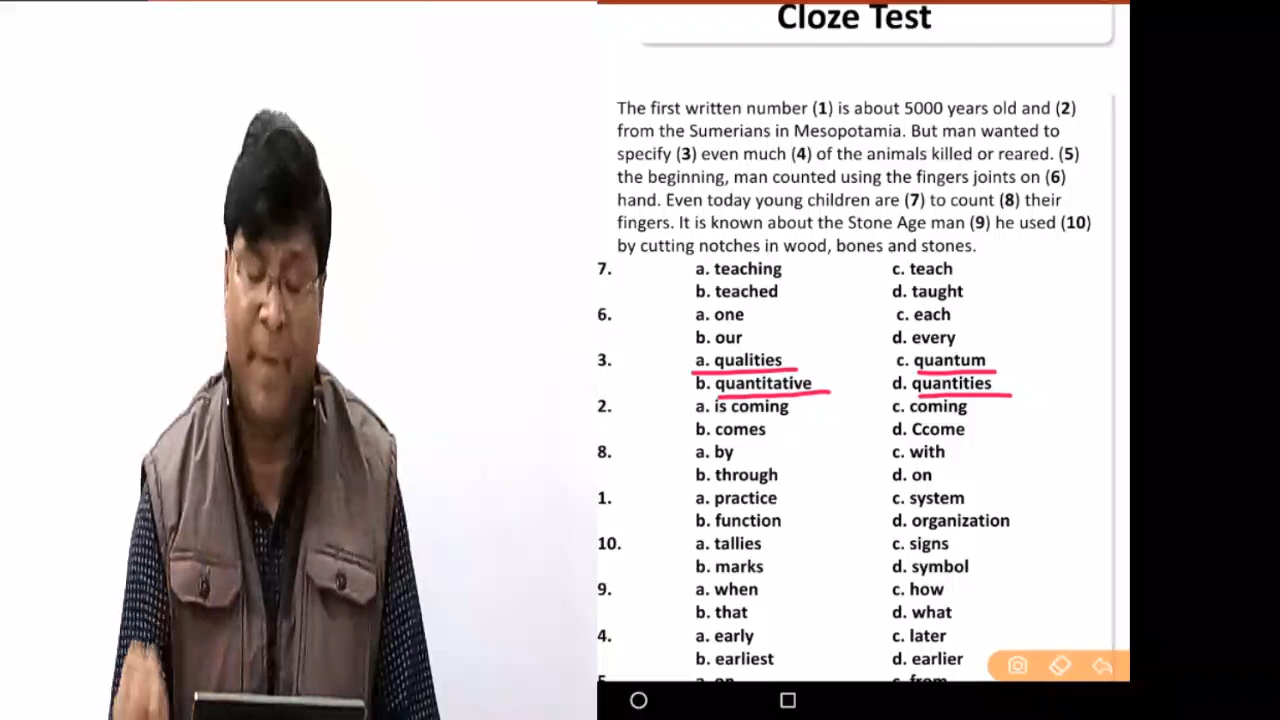 Cloze Test
The first written number (1) is about 5000 years old and (2)
from the Sumerians in Mesopotamia. But man wanted to
specify (3) even much (4) of the animals killed or reared. (5)
the beginning, man counted using the fingers joints on (6)
hand. Even today young children are (7) to count (8) their
fingers. It is known about the Stone Age man (9) he used (10)
by cutting notches in wood, bones and stones.
7. a. teaching c. teach
b. teached d. taught
6. a. one c. each
b. our d. every
3. a. qualities c. quantum
b. quantitative d. quantities
2. a. is coming c. coming
b. comes d. Ccome
8. a. by c. with
b. through d. on
1. a. practice c. system
b. function d. organization
10. a. tallies c. signs
b. marks d. symbol
9. a. when c. how
b. that d. what
4. a. early c. later
b. earliest d. earlier
5. a. on c. from